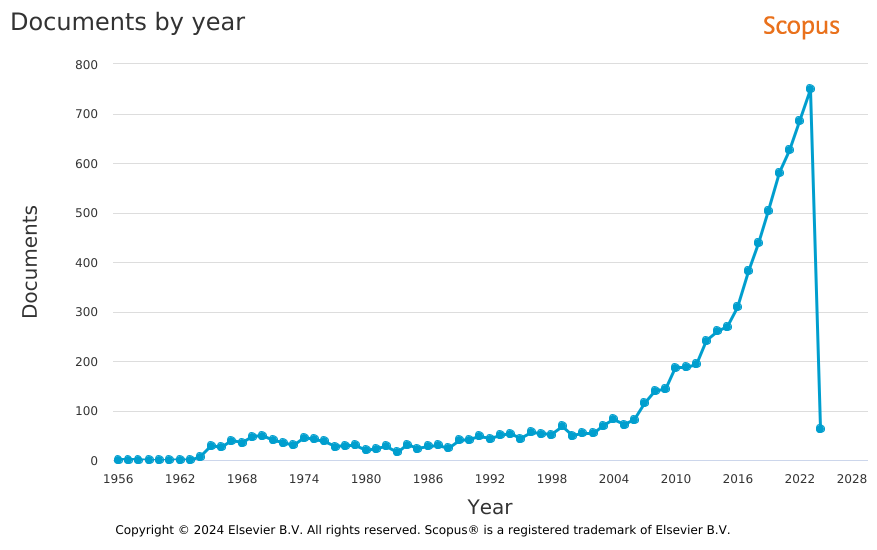 Documents by year
Scopus
800
700
600
500
400
300
200
100
0
Documents
1956 1962 1968 1974 1980 1986 1992 1998 2004 2010 2016 2022 2028
Year
Copyright © 2024 Elsevier B.V. All rights reserved. Scopus® is a registered trademark of Elsevier B.V.